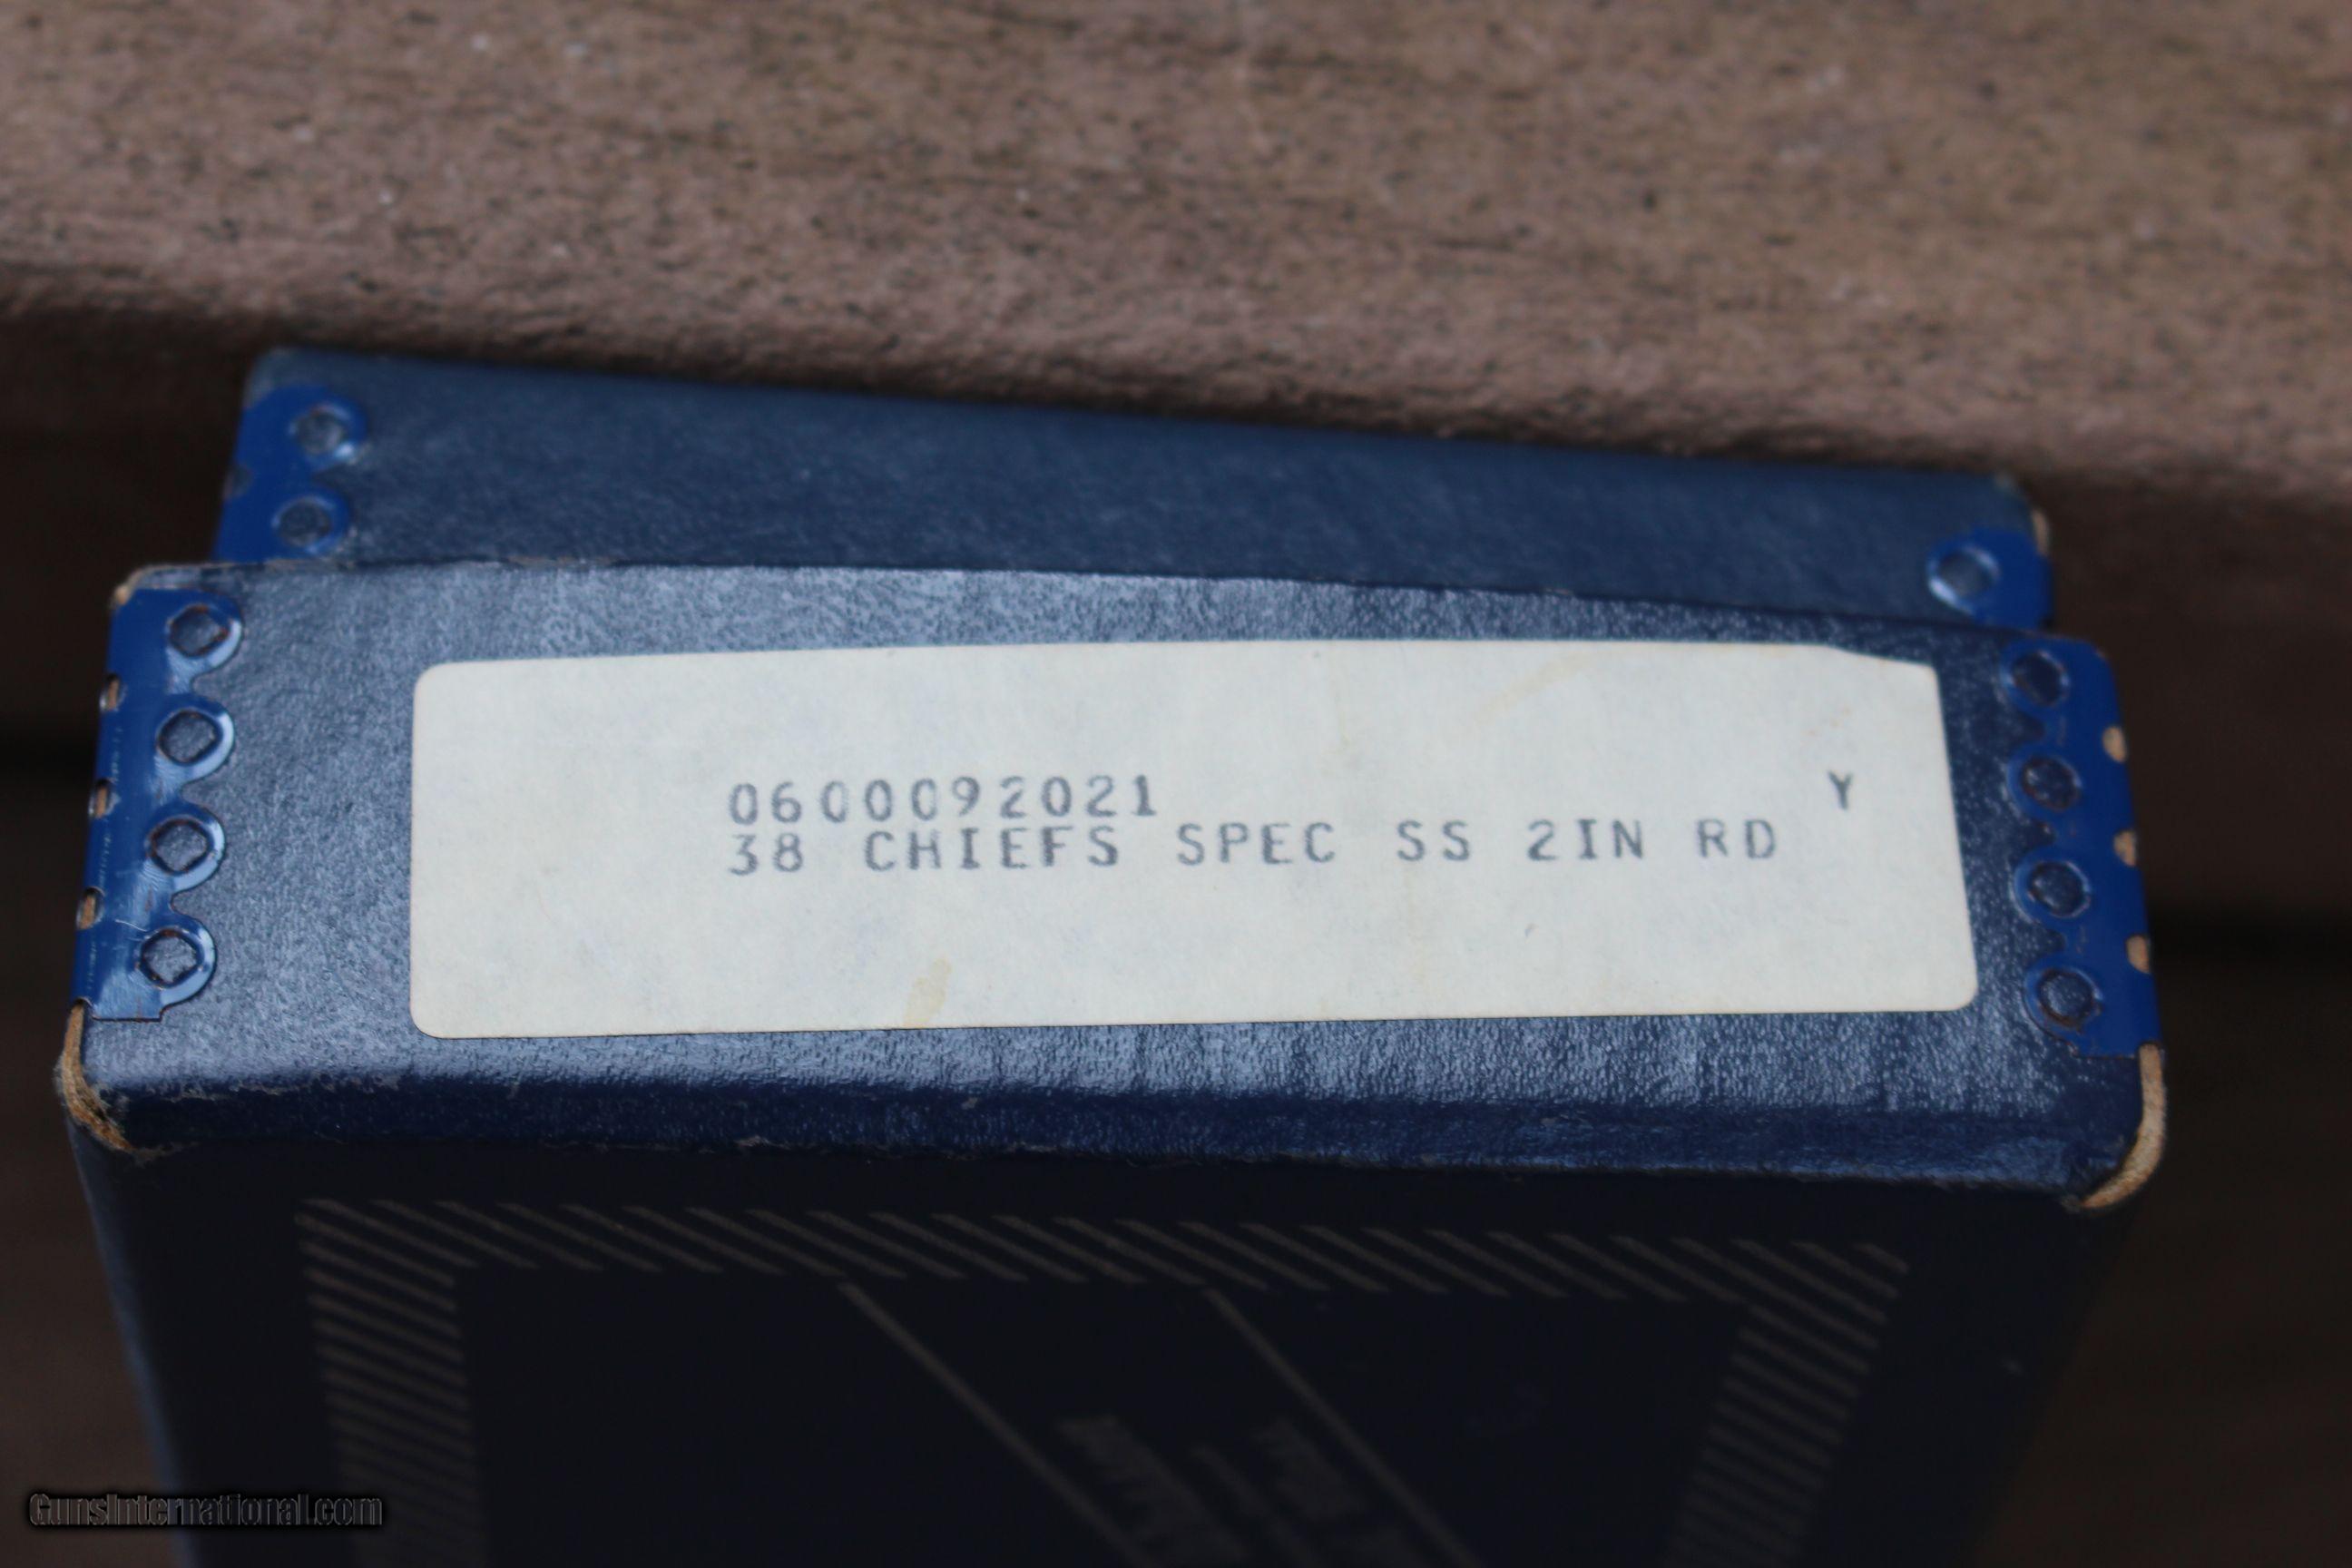 0600092021
Y
38 CHIEFS SPEC SS 2IN RD
GunsInternational.com